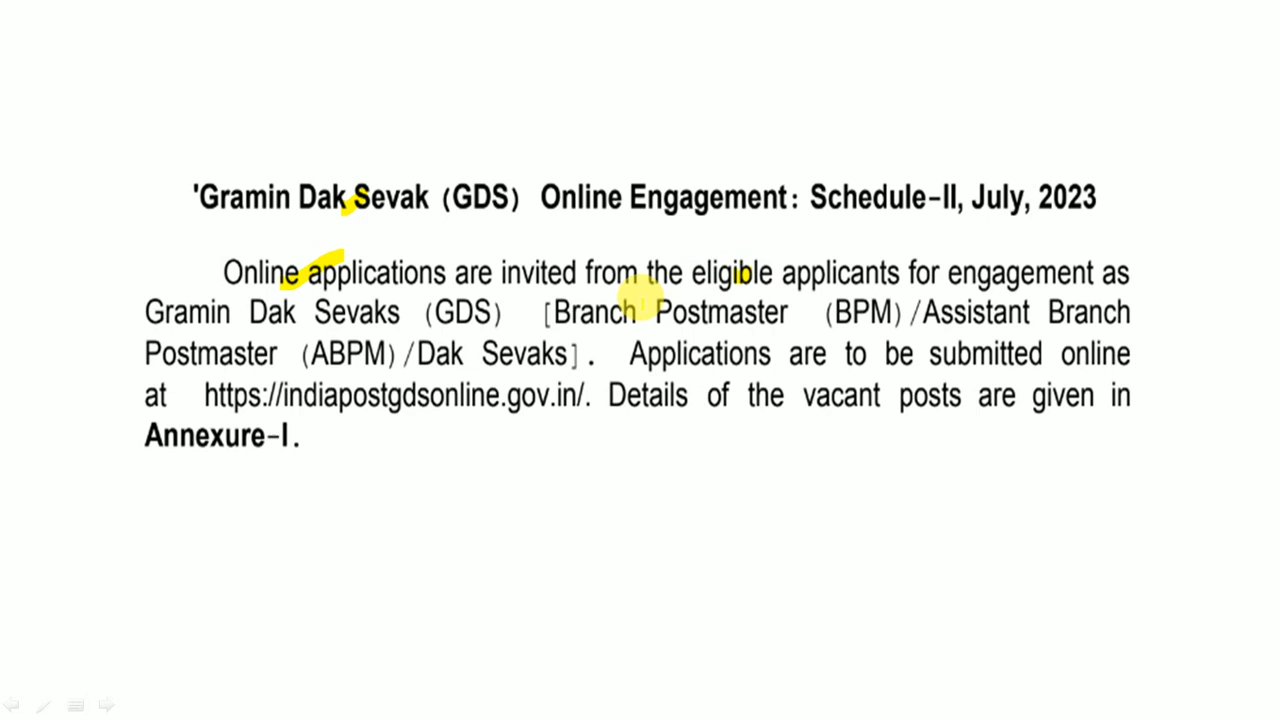 'Gramin Dak Sevak (GDS) Online Engagement: Schedule-II, July, 2023
Online applications are invited from the eligible applicants for engagement as
Gramin Dak Sevaks (GDS) [Branch Postmaster (BPM)/Assistant Branch
Postmaster (ABPM)/Dak Sevaks]. Applications are to be submitted online
at https://indiapostgdsonline.gov.in/. Details of the vacant posts are given in
Annexure-I.